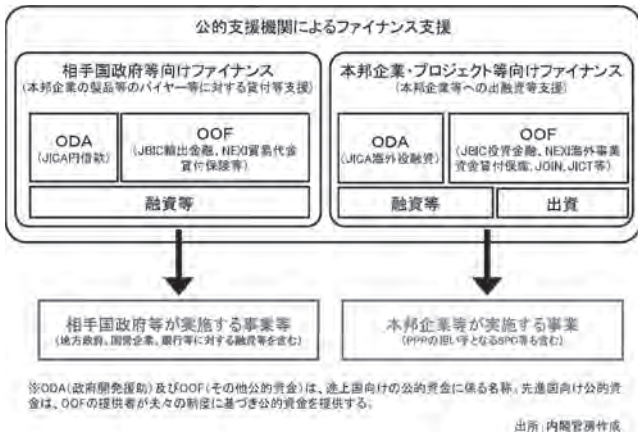 公的支援機関によるファイナンス支援
相手国政府等向けファイナンス
(本邦企業の製品等のバイヤー等に対する貸付等支援)
ODA
(JICA円借款)
OOF
(JBIC輸出金融、NEXI貿易代金
貸付保険等)
融資等
本邦企業・プロジェクト等向けファイナンス
(本邦企業等への出融資等支援)
ODA
(JICA海外投融資)
OOF
(JBIC投資金融、NEXI海外事業
資金貸付保険、JOIN、JICT等)
融資等
出資
相手国政府等が実施する事業等
(地方政府、国営企業、銀行等に対する融資等を含む)
本邦企業等が実施する事業
(PPPの担い手となるSPC等も含む)
※ODA(政府開発援助)及びOOF(その他公的資金)は、途上国向けの公的資金に係る名称。先進国向け公的資
金は、OOFの提供者が夫々の制度に基づき公的資金を提供する。
出所:内閣官房作成